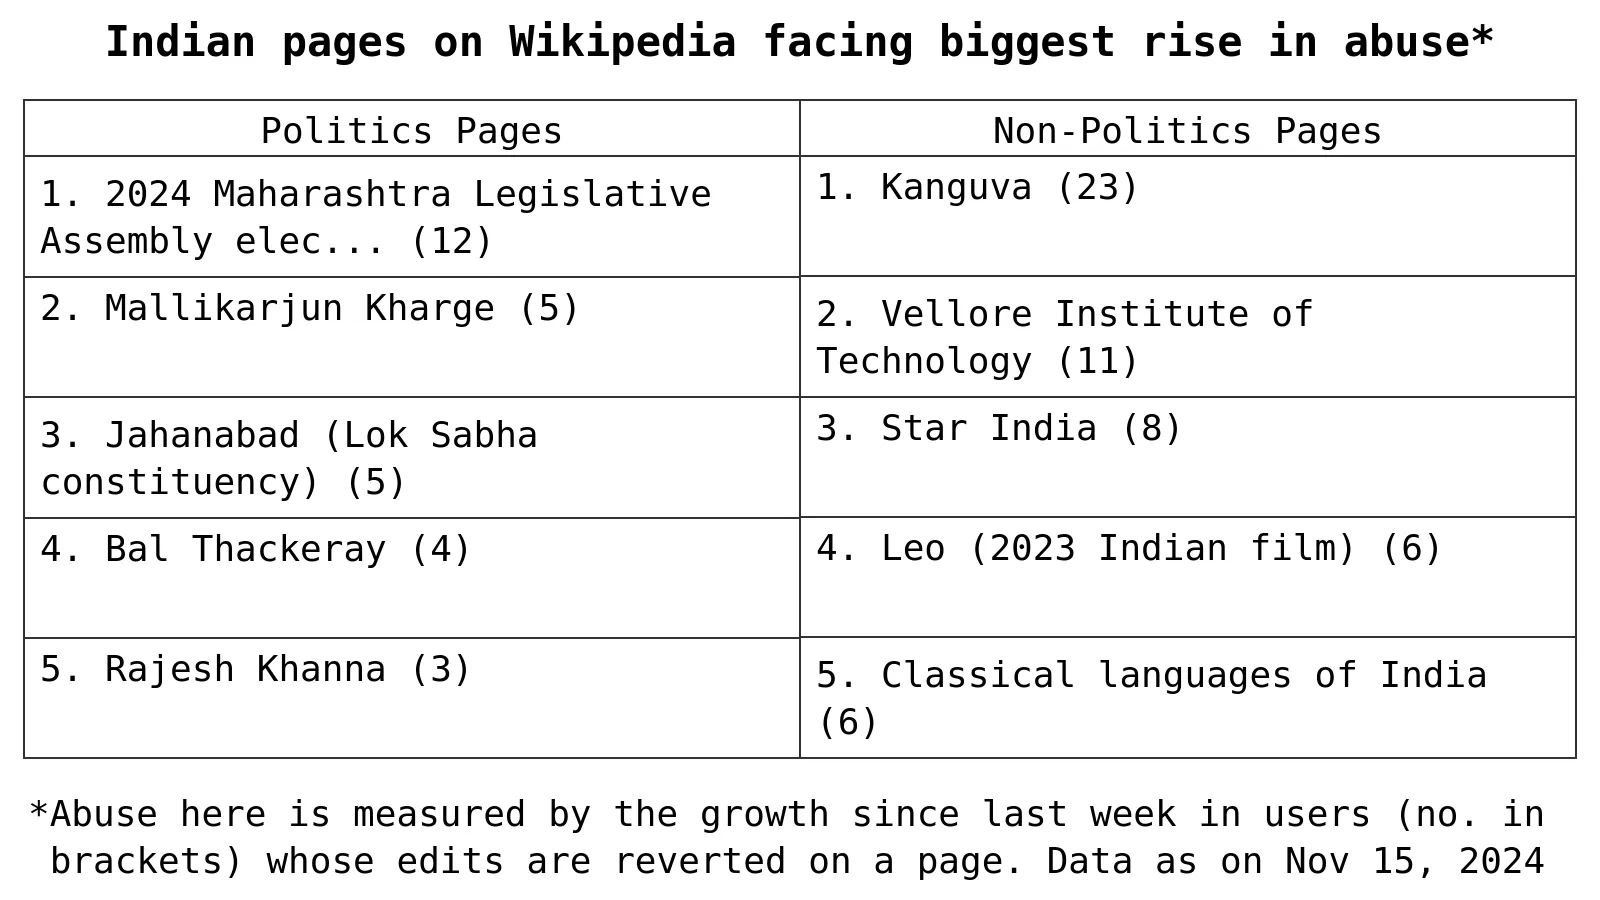 Indian pages on Wikipedia facing biggest rise in abuse*
Politics Pages
Non-Politics Pages
1. 2024 Maharashtra Legislative
Assembly elec... (12)
1. Kanguva (23)
2. Mallikarjun Kharge (5)
2. Vellore Institute of
Technology (11)
3. Jahanabad (Lok Sabha
constituency) (5)
3. Star India (8)
4. Bal Thackeray (4)
4. Leo (2023 Indian film) (6)
5. Rajesh Khanna (3)
5. Classical languages of India
(6)
*Abuse here is measured by the growth since last week in users (no. in
brackets) whose edits are reverted on a page. Data as on Nov 15, 2024